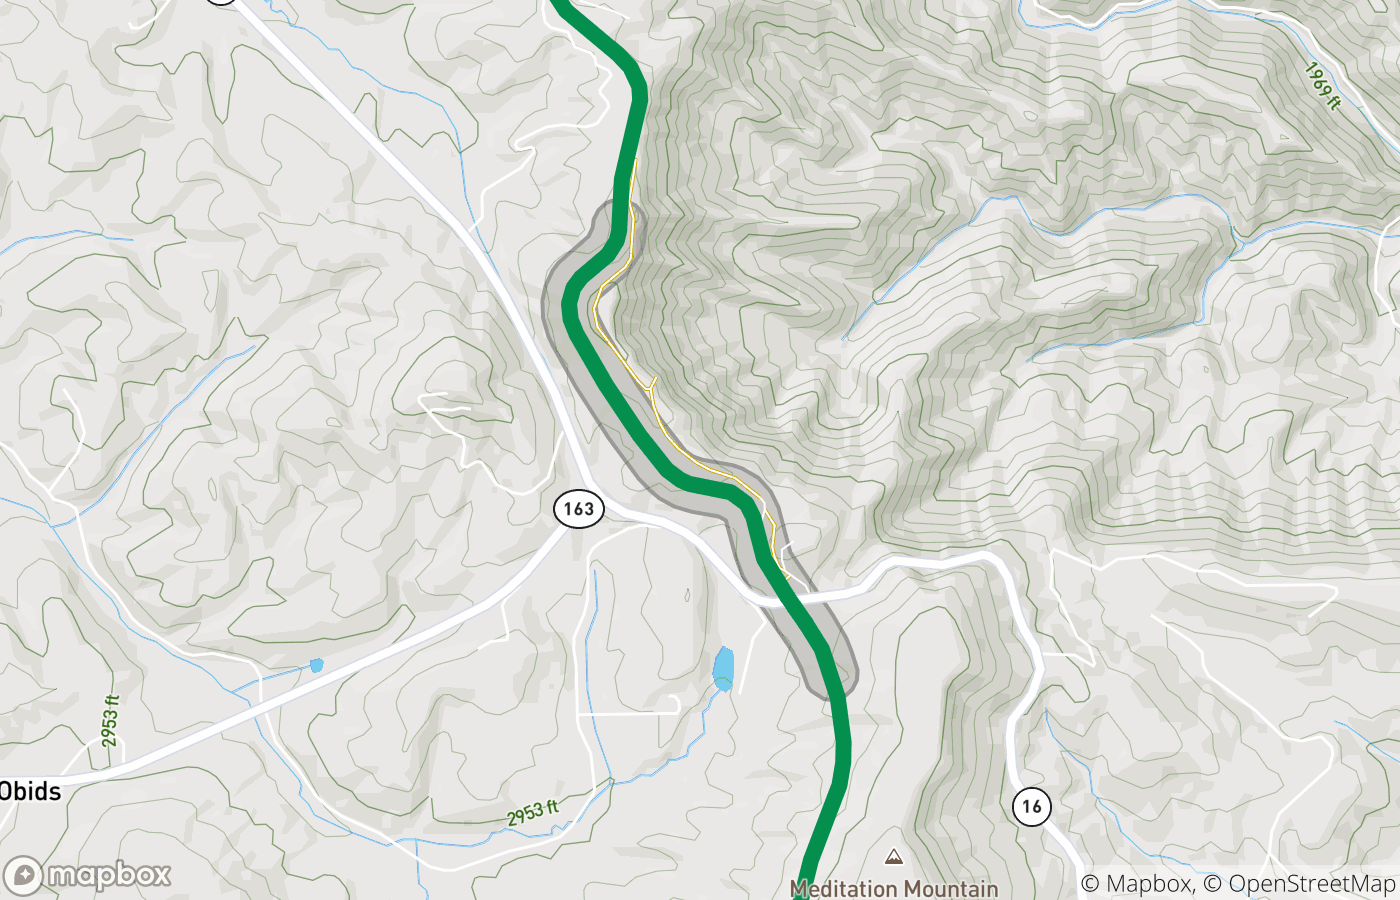 1969 ft
163
2953 ft
Obids
2953 ft
16
Meditation Mountain
mapbox
© Mapbox, © OpenStreetMap